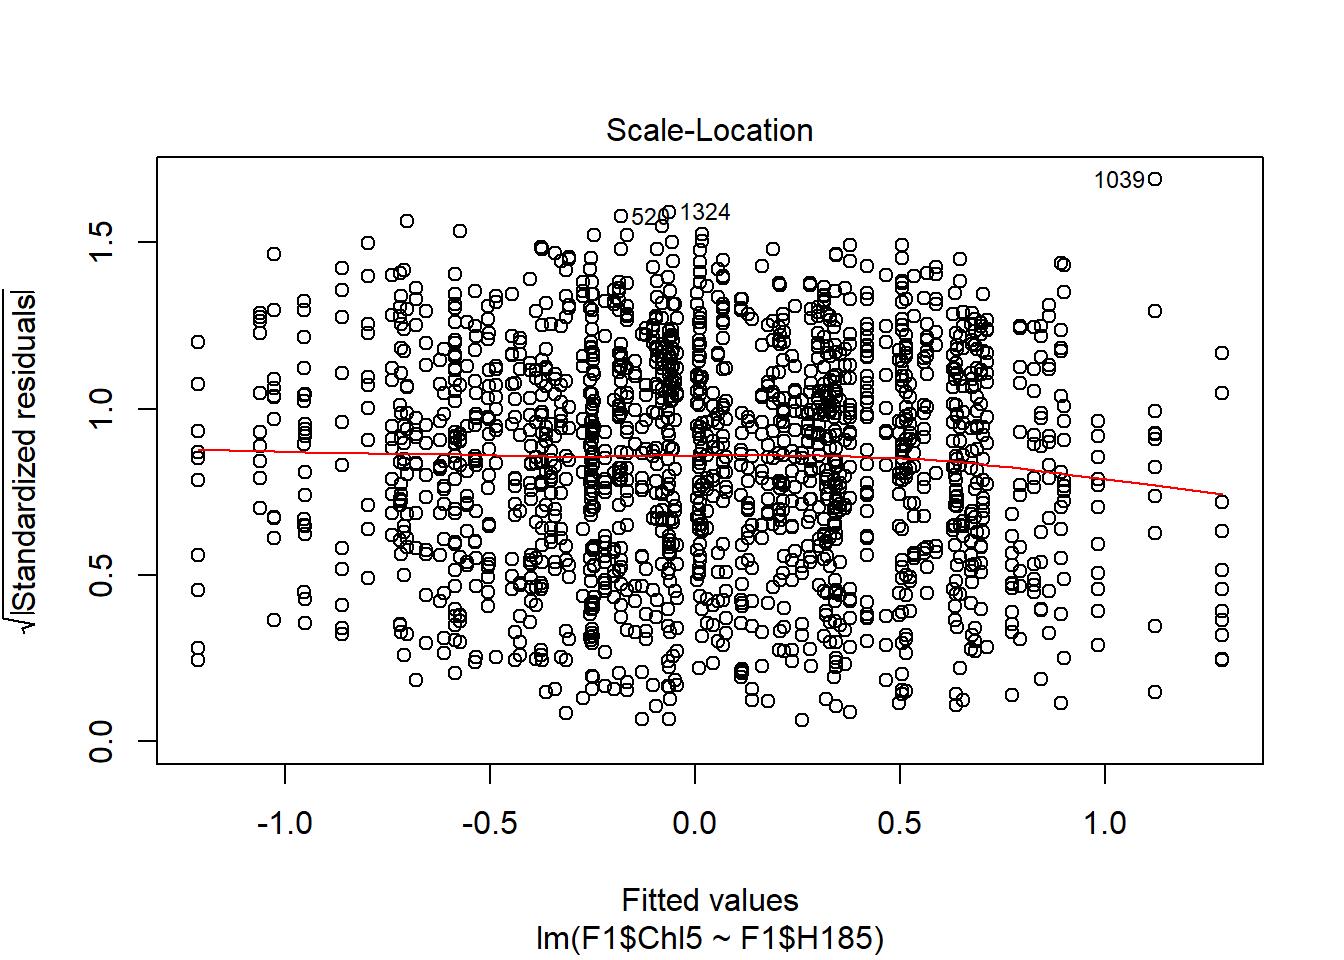 Scale-Location
1039
520
1324
√|Standardized residuals|
1.5
1.0
0.5
0.0
-1.0 -0.5 0.0 0.5 1.0
Fitted values
lm(F1$Chl5 ~ F1$H185)